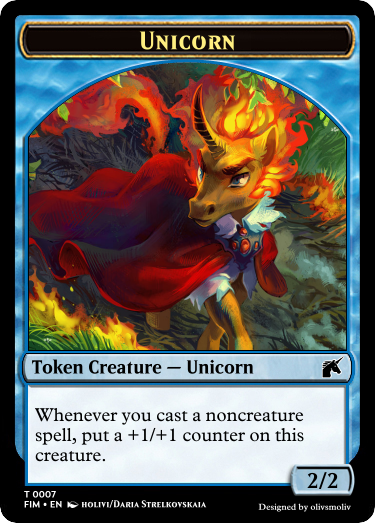 UNICORN
Token Creature — Unicorn
Whenever you cast a noncreature
spell, put a +1/+1 counter on this
creature.
2/2
T 0007
FIM • EN HOLIVI/DARIA STRELKOVSKAIA
Designed by olivsmoliv